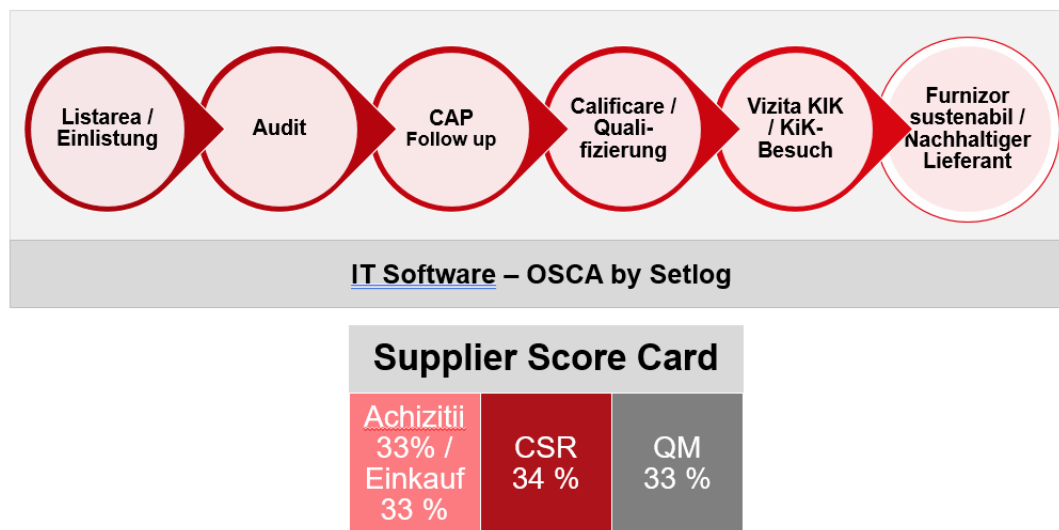 Listarea /
Einlistung
Audit
CAP
Follow up
Calificare /
Quali-
fizierung
Vizita KIK
/ KiK-
Besuch
Furnizor
sustenabil /
Nachhaltiger
Lieferant
IT Software – OSCA by Setlog
Supplier Score Card
Achizitii
33% /
Einkauf
33 %
CSR
34 %
QM
33 %